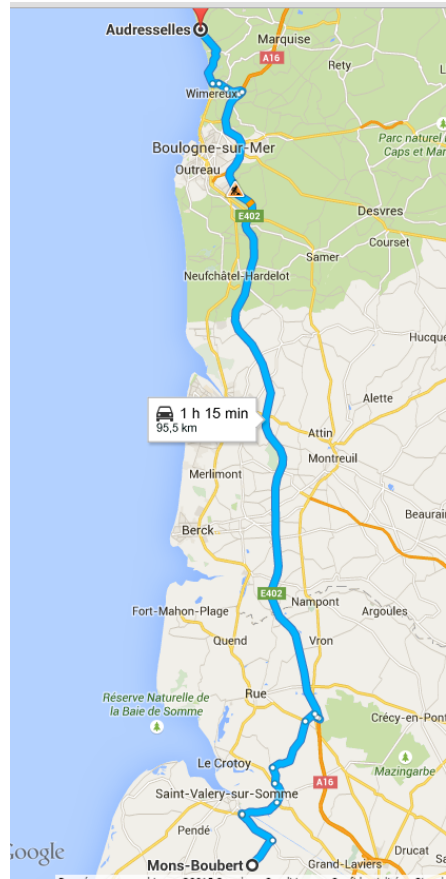 Audresselles
Marquise
A16
Rety
Wimereux
Boulogne-sur-Mer
Parc naturel
Caps et Mar
Outreau
E402
Desvres
Courset
Samer
Neufchâtel-Hardelot
Hucque
Alette
1 h 15 min
95,5 km
Attin
Montreuil
Merlimont
Beaurain
Berck
E402
Nampont
Argoules
Fort-Mahon-Plage
Quend
Vron
Rue
Réserve Naturelle de
la Baie de Somme
Crécy-en-Pont
Le Crotoy
Mazingarbe
A16
Saint-Valery-sur-Somme
Pendé
Google
Mons-Boubert
Grand-Laviers
Drucat